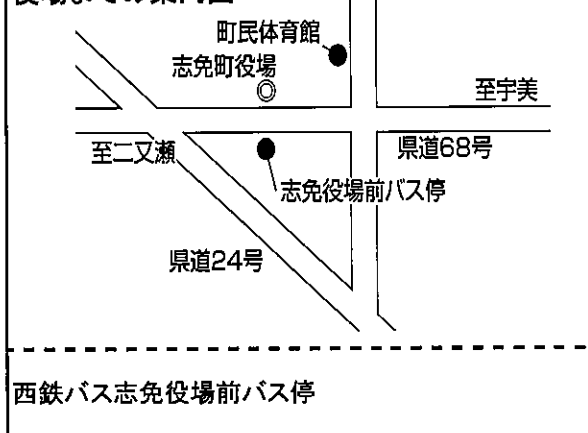 町民体育館
志免町役場
至宇美
至二又瀬
県道68号
志免役場前バス停
県道24号
西鉄バス志免役場前バス停